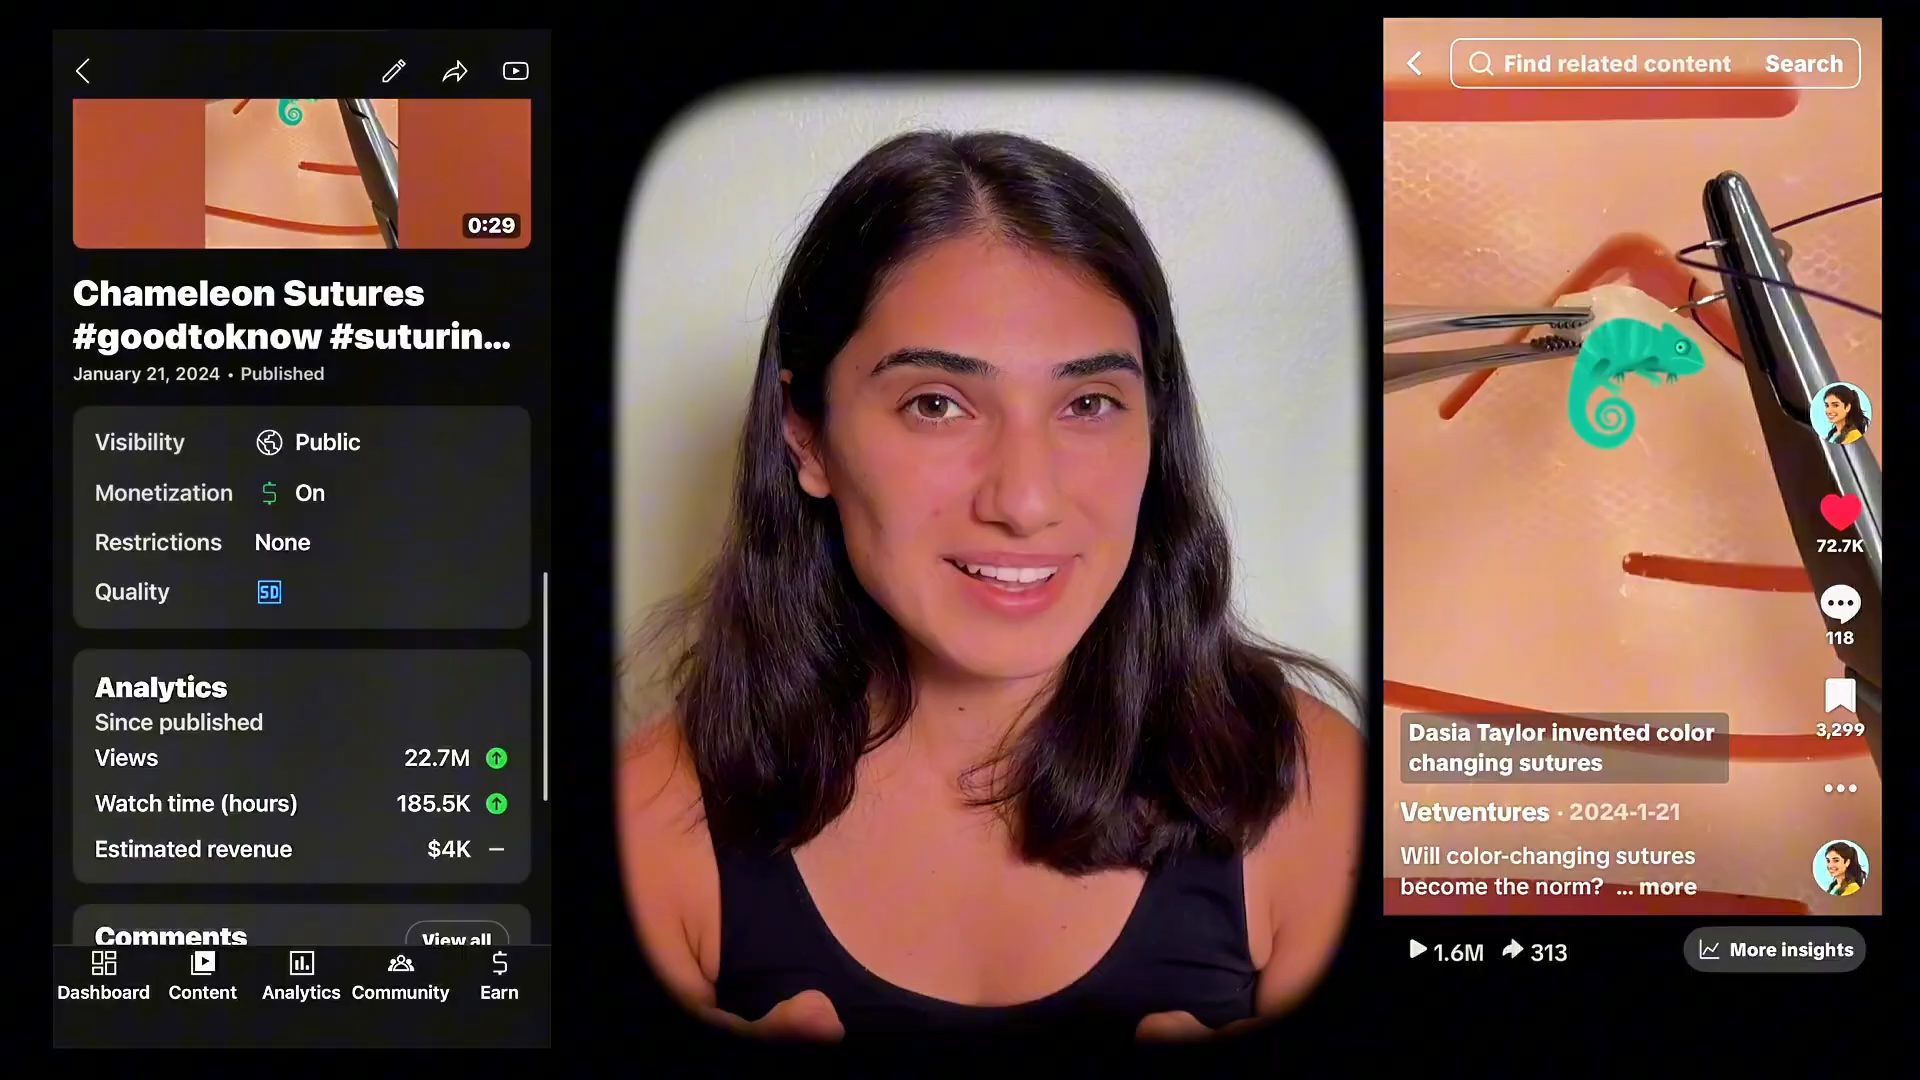 0:29
Chameleon Sutures
#goodtoknow #suturin...
January 21, 2024 • Published
Visibility Public
Monetization On
Restrictions None
Quality SD
Analytics
Since published
Views 22.7M
Watch time (hours) 185.5K
Estimated revenue $4K –
Comments View all
Dashboard Content Analytics Community Earn
Find related content Search
72.7K
118
3,299
Dasia Taylor invented color
changing sutures
Vetventures · 2024-1-21
Will color-changing sutures
become the norm? ... more
1.6M 313 More insights